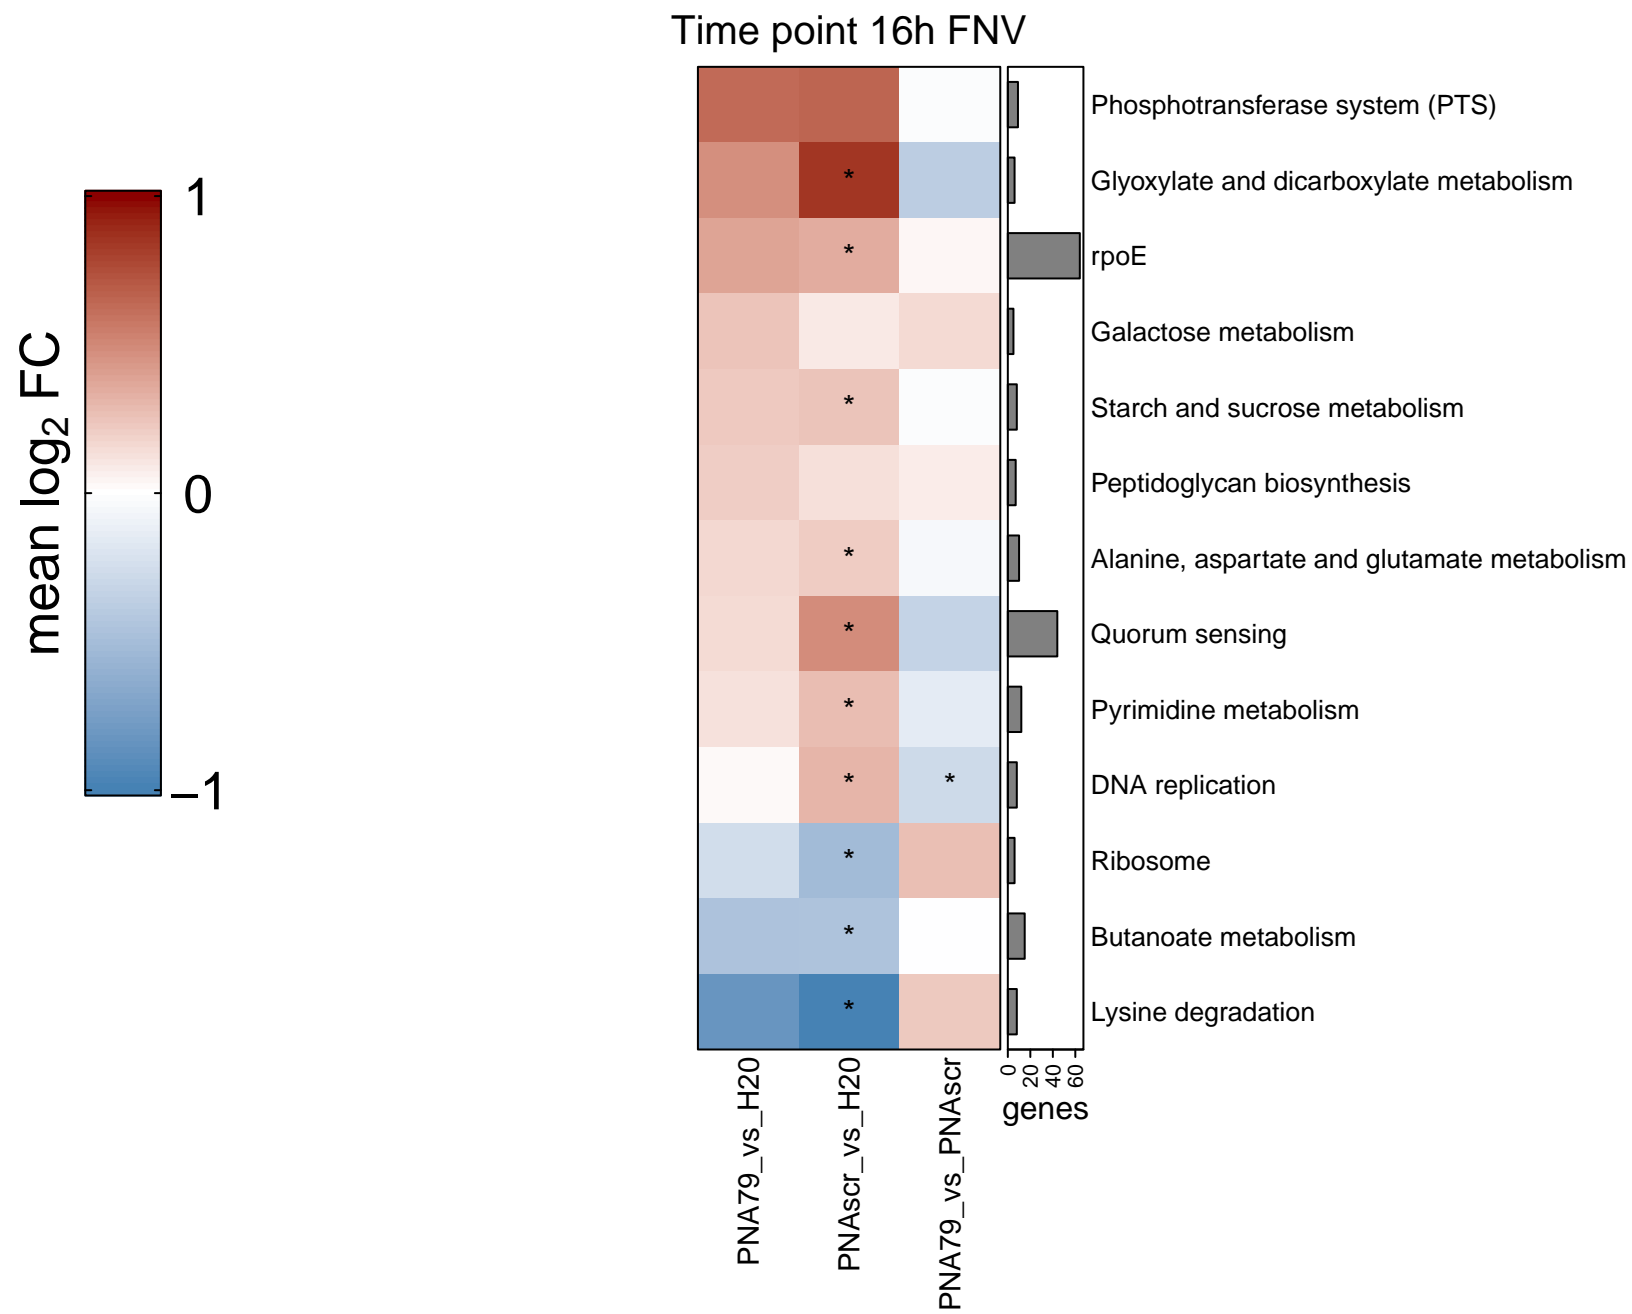 Time point 16h FNV
mean log2 FC
1
0
−1
Phosphotransferase system (PTS)
* Glyoxylate and dicarboxylate metabolism
* rpoE
Galactose metabolism
* Starch and sucrose metabolism
Peptidoglycan biosynthesis
* Alanine, aspartate and glutamate metabolism
* Quorum sensing
* Pyrimidine metabolism
* * DNA replication
* Ribosome
* Butanoate metabolism
* Lysine degradation
PNA79_vs_H20
PNAscr_vs_H20
PNA79_vs_PNAscr
0 20 40 60
genes